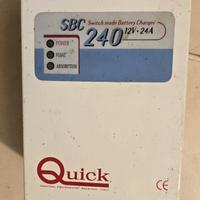 SBC Switch mode Battery Charger
240 12V - 24A
POWER
FLOAT
ABSORPTION
Quick
CE